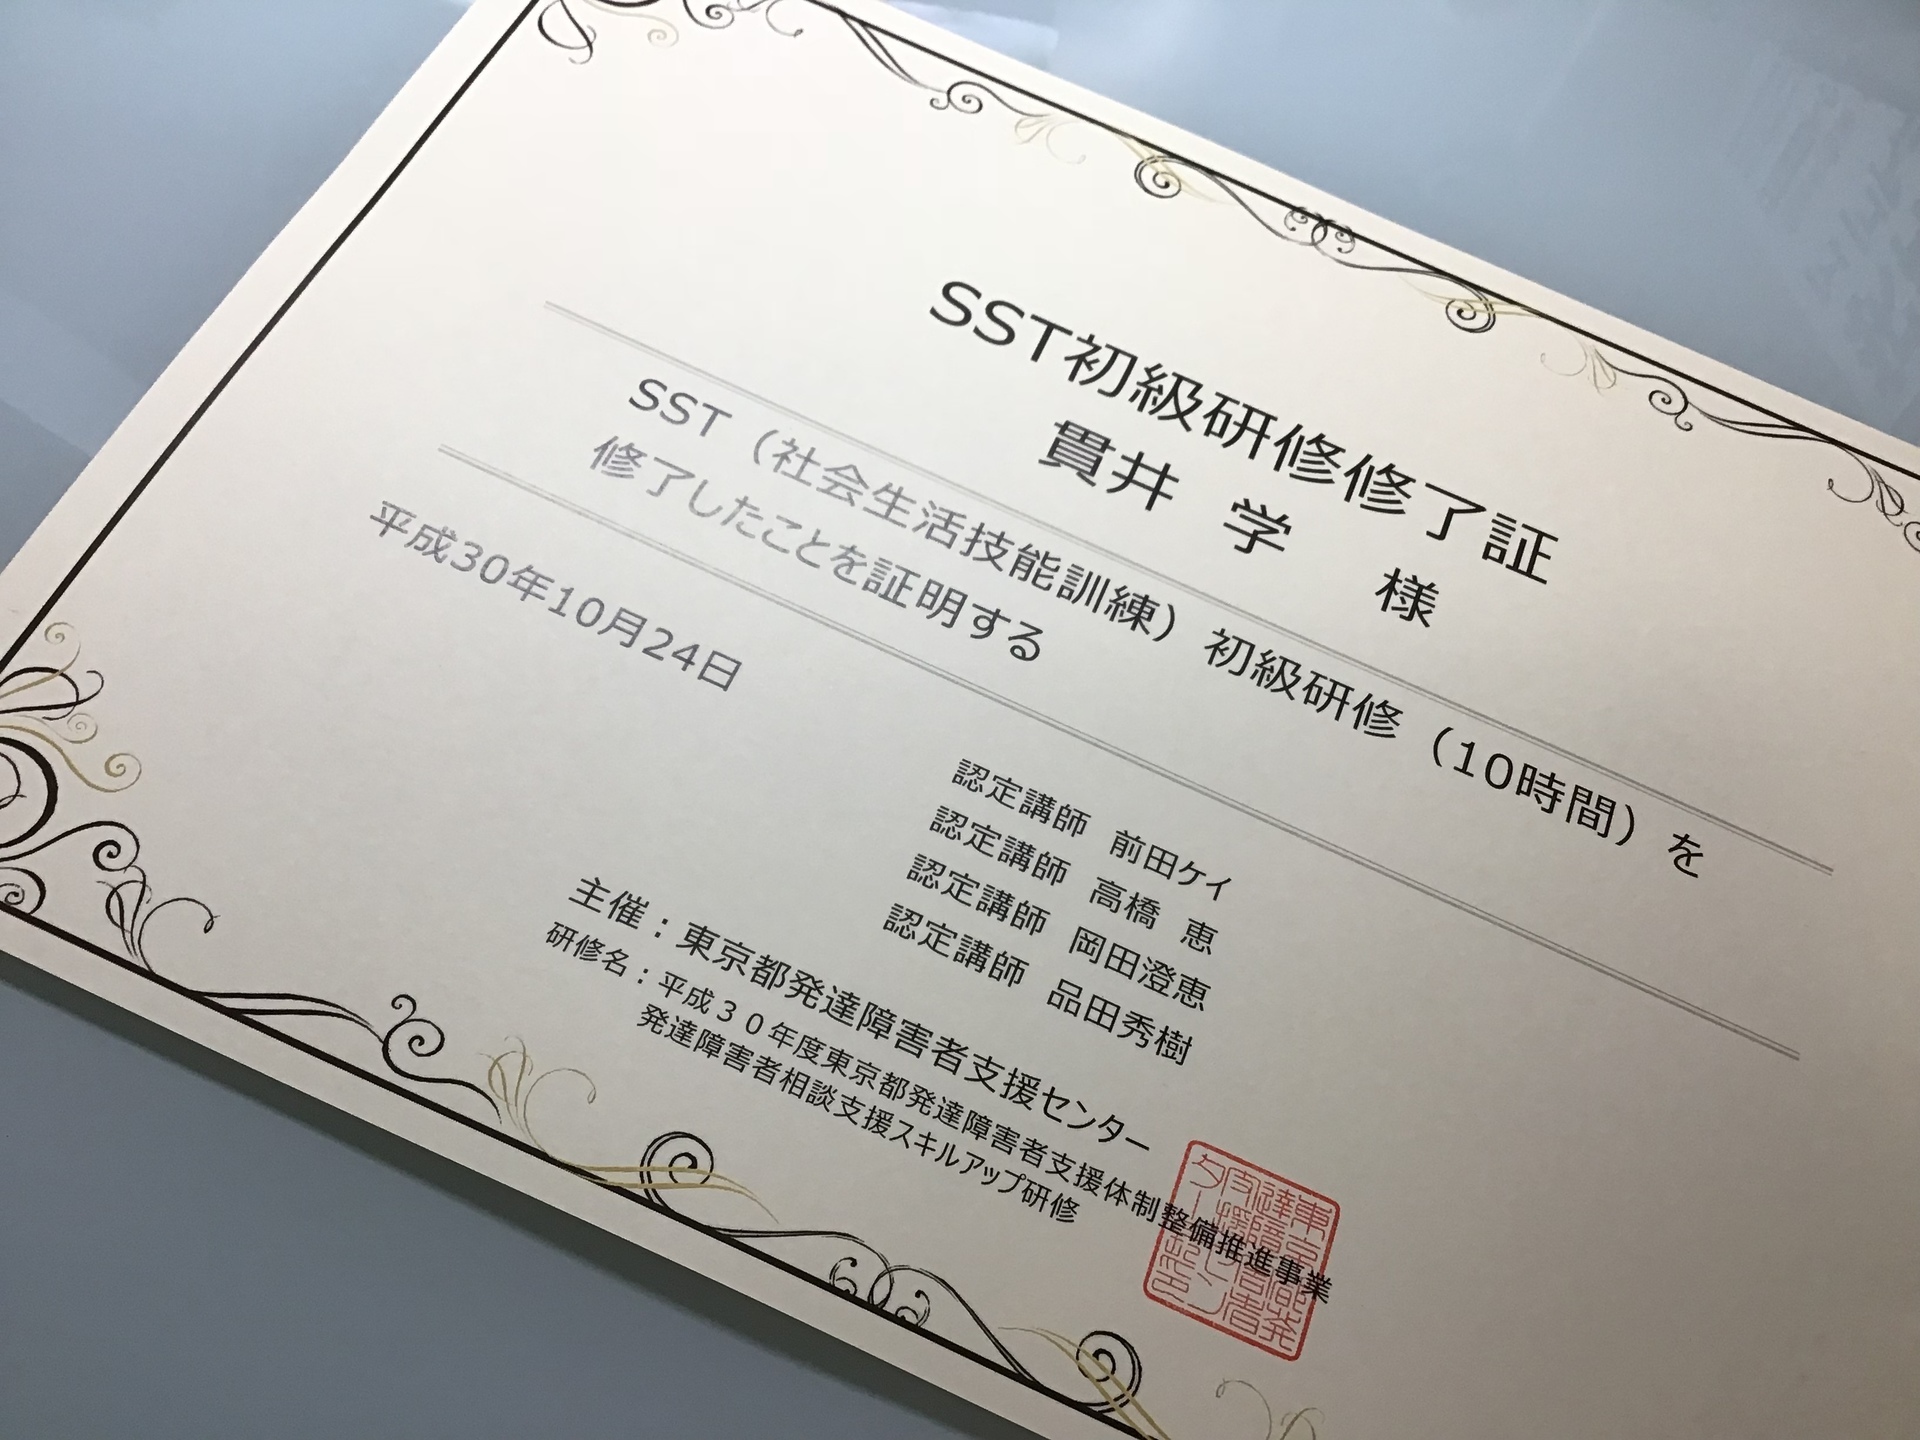 SST初級研修修了証
貫井 学 様
SST（社会生活技能訓練）初級研修（10時間）を
修了したことを証明する
平成30年10月24日
認定講師 前田ケイ
認定講師 高橋 恵
認定講師 岡田澄恵
認定講師 品田秀樹
主催：東京都発達障害者支援センター
研修名：平成３０年度東京都発達障害者支援体制整備推進事業
発達障害者相談支援スキルアップ研修